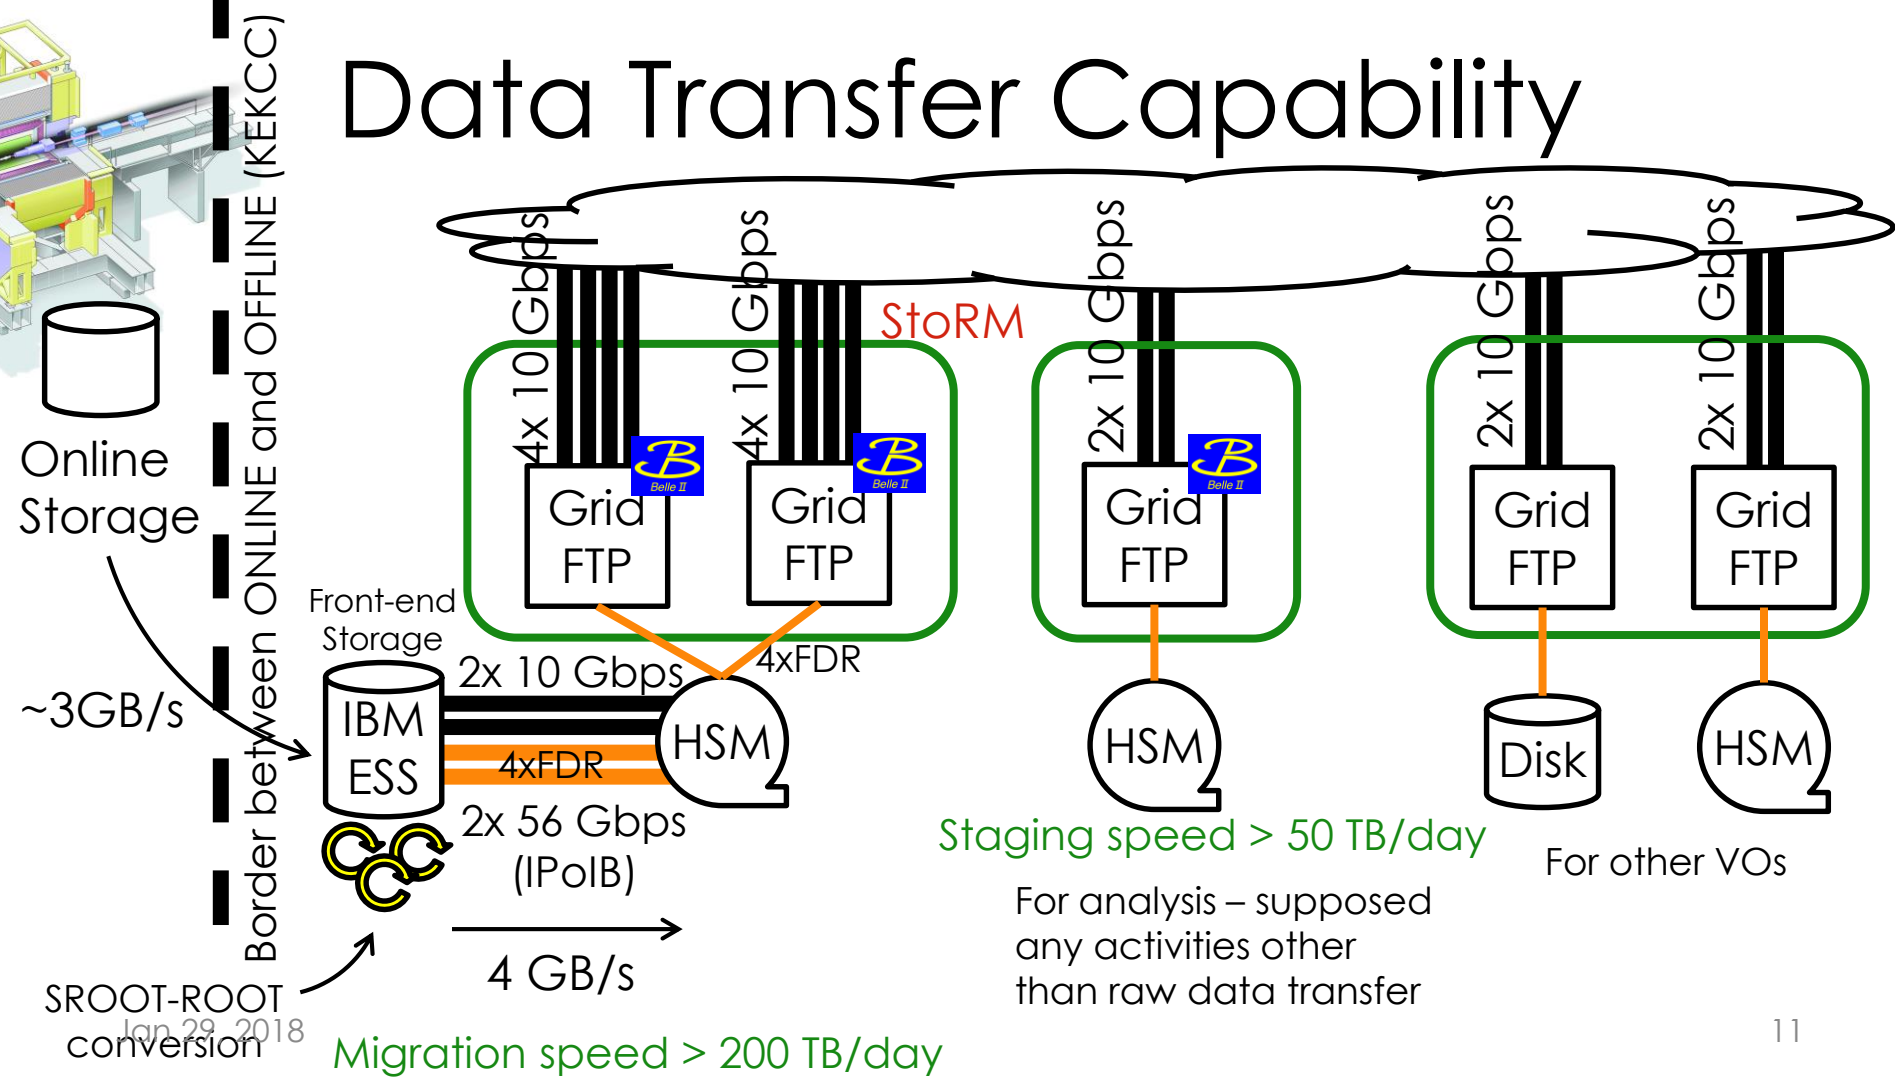 Data Transfer Capability
Border between ONLINE and OFFLINE (KEKCC)
4x 10 Gbps
4x 10 Gbps
2x 10 Gbps
2x 10 Gbps
2x 10 Gbps
StoRM
Online
Storage
B
Belle II
B
Belle II
B
Belle II
Grid
FTP
Grid
FTP
Grid
FTP
Grid
FTP
Grid
FTP
Front-end
Storage
2x 10 Gbps
4xFDR
~3GB/s
IBM
ESS
4xFDR
HSM
HSM
Disk
HSM
2x 56 Gbps
(IPoIB)
Staging speed > 50 TB/day
For other VOs
For analysis – supposed
any activities other
than raw data transfer
4 GB/s
SROOT-ROOT
conversion
Jan 29, 2018
Migration speed > 200 TB/day
11